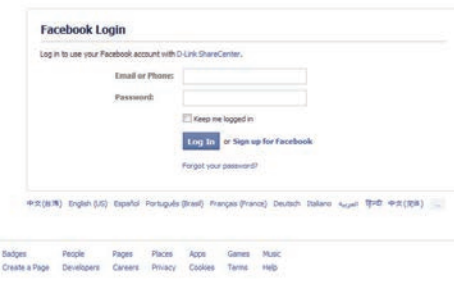 Facebook Login
Log in to use your Facebook account with D-Link ShareCenter.
Email or Phone:
Password:
Keep me logged in
Log In or Sign up for Facebook
Forgot your password?
中文(台灣) English (US) Español Português (Brasil) Français (France) Deutsch Italiano العربية हिन्दी 中文(简体) ...
Badges People Pages Places Apps Games Music
Create a Page Developers Careers Privacy Cookies Terms Help